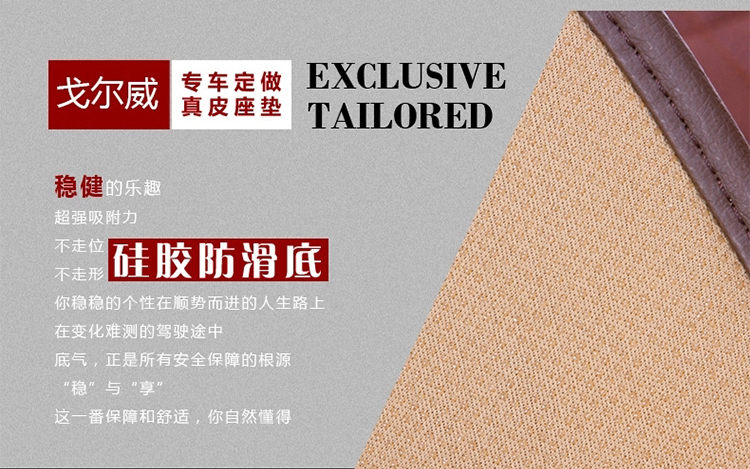 戈尔威
专车定做
真皮座垫
EXCLUSIVE
TAILORED
稳健的乐趣
超强吸附力
不走位
不走形
硅胶防滑底
你稳稳的个性在顺势而进的人生路上
在变化难测的驾驶途中
底气，正是所有安全保障的根源
“稳”与“享”
这一番保障和舒适，你自然懂得